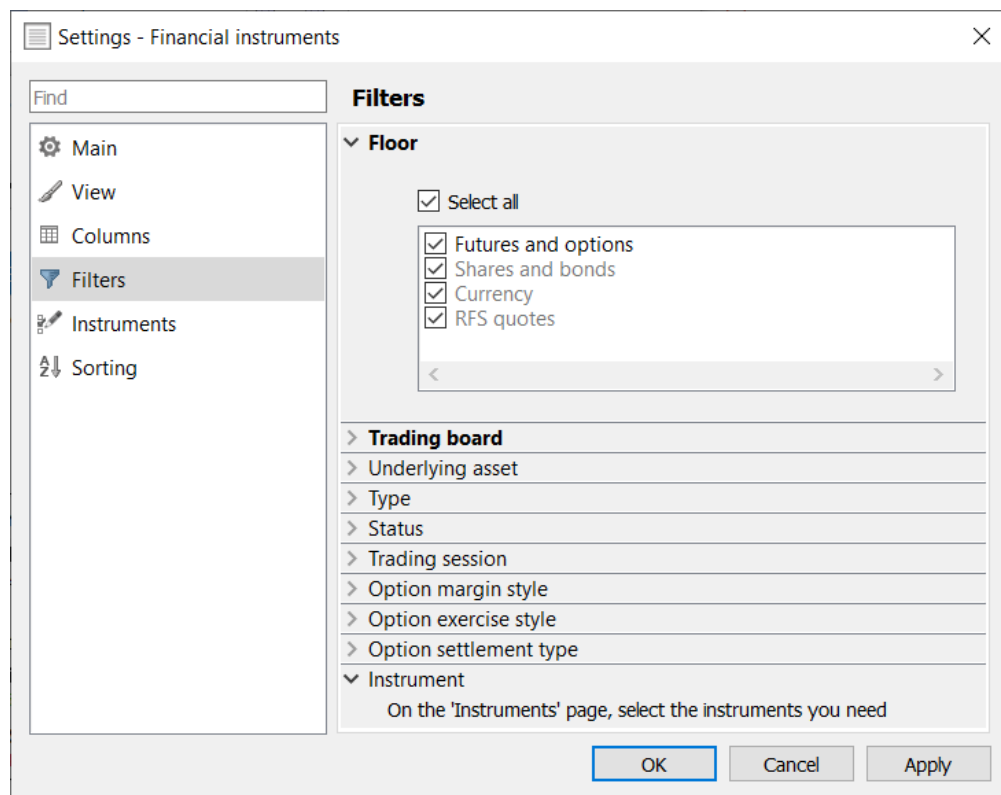 Settings - Financial instruments
Find
Main
View
Columns
Filters
Instruments
Sorting
Filters
Floor
Select all
Futures and options
Shares and bonds
Currency
RFS quotes
Trading board
Underlying asset
Type
Status
Trading session
Option margin style
Option exercise style
Option settlement type
Instrument
On the 'Instruments' page, select the instruments you need
OK Cancel Apply